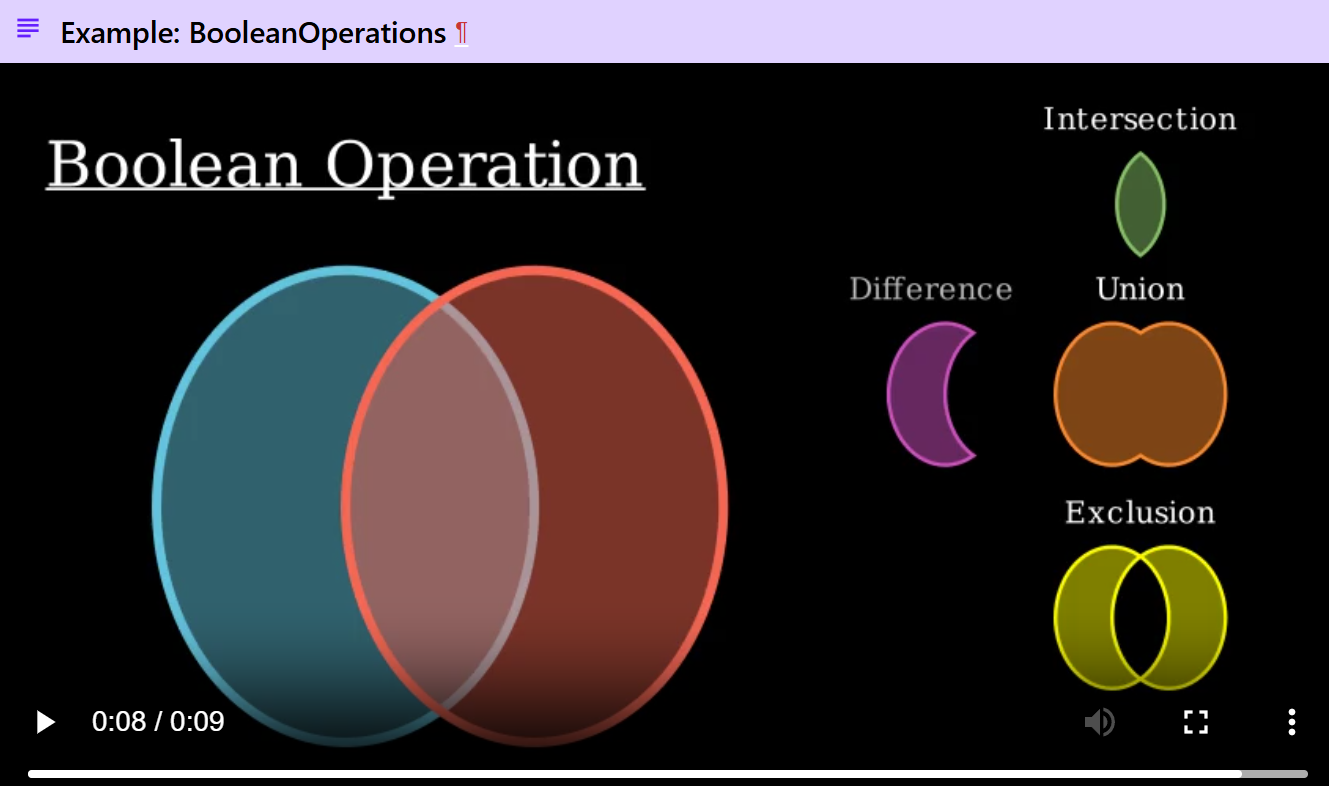 Example: BooleanOperations ¶
Boolean Operation
Intersection
Difference
Union
Exclusion
0:08 / 0:09